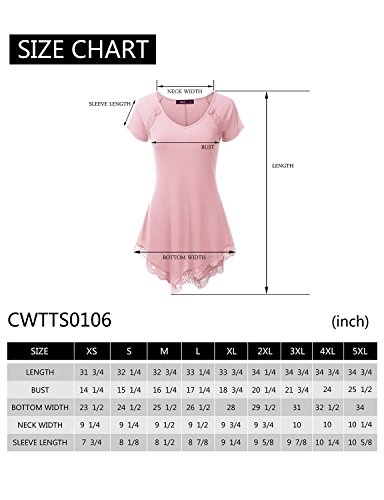 SIZE CHART
NECK WIDTH
SLEEVE LENGTH
BUST
LENGTH
BOTTOM WIDTH
CWTTS0106 (inch)
SIZE XS S M L XL 2XL 3XL 4XL 5XL
LENGTH 31 3/4 32 1/4 32 3/4 33 1/4 33 3/4 34 1/4 33 3/4 34 34 1/4
BUST 14 1/4 15 1/4 16 1/4 17 1/2 18 3/4 20 1/4 21 3/4 24 25 1/2
BOTTOM WIDTH 23 1/2 24 1/2 25 1/2 26 1/2 28 29 1/2 31 32 1/2 34
NECK WIDTH 9 1/4 9 1/4 9 1/2 9 1/2 9 3/4 9 3/4 10 10 10 1/4
SLEEVE LENGTH 7 3/4 8 1/8 8 1/2 8 7/8 9 1/4 9 5/8 9 7/8 10 1/4 10 5/8